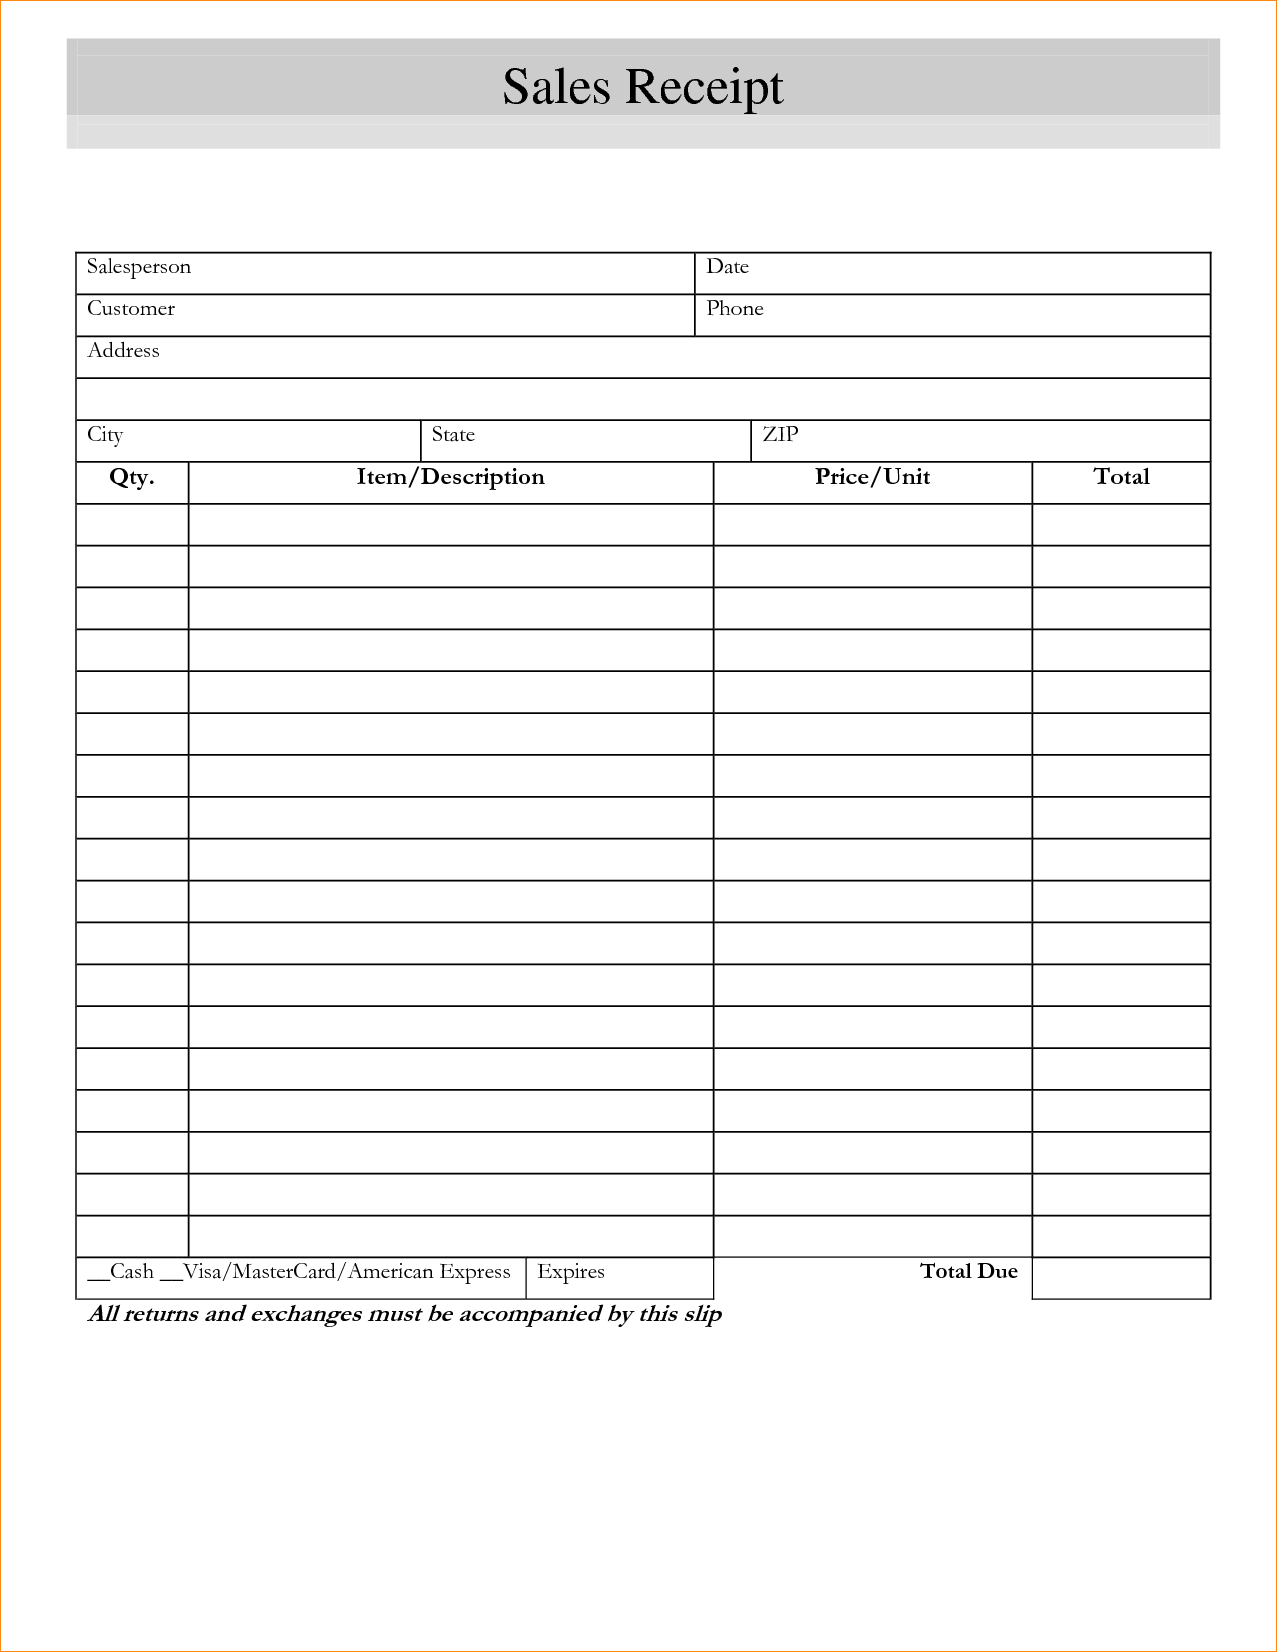 Sales Receipt
Salesperson Date
Customer Phone
Address
City State ZIP
Qty. Item/Description Price/Unit Total
__Cash __Visa/MasterCard/American Express Expires Total Due
All returns and exchanges must be accompanied by this slip